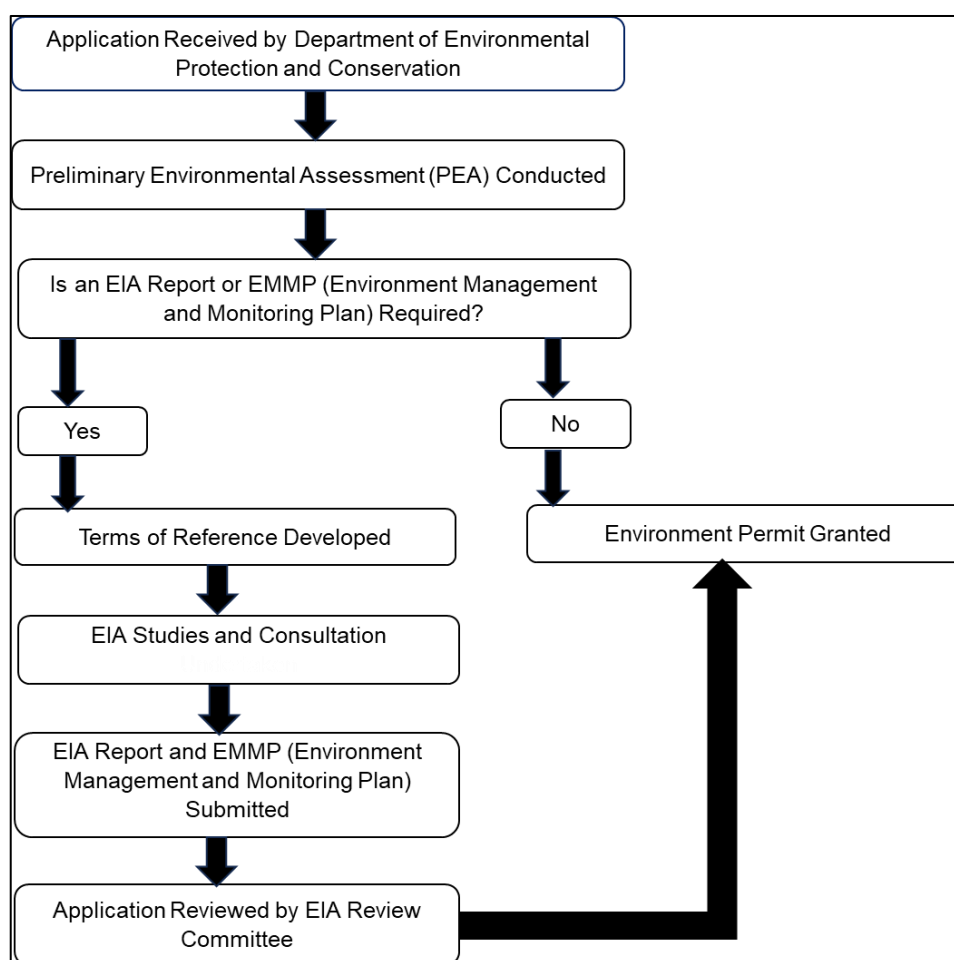 Application Received by Department of Environmental
Protection and Conservation
Preliminary Environmental Assessment (PEA) Conducted
Is an EIA Report or EMMP (Environment Management
and Monitoring Plan) Required?
Yes
No
Terms of Reference Developed
Environment Permit Granted
EIA Studies and Consultation
EIA Report and EMMP (Environment
Management and Monitoring Plan)
Submitted
Application Reviewed by EIA Review
Committee